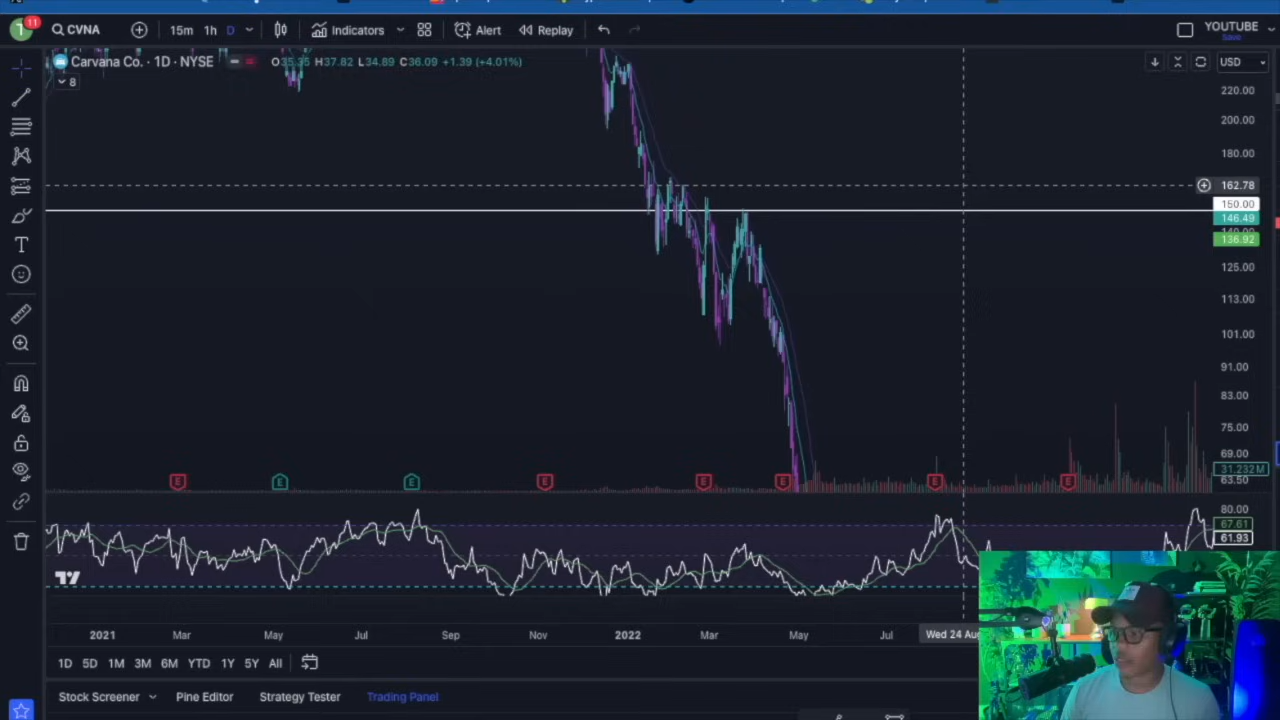 11
CVNA
15m 1h D
Indicators
Alert
Replay
YOUTUBE
Save
Carvana Co. · 1D · NYSE
O35.35 H37.82 L34.89 C36.09 +1.39 (+4.01%)
8
USD
220.00
200.00
180.00
162.78
150.00
146.49
140.00
136.92
125.00
113.00
101.00
91.00
83.00
75.00
69.00
31.232M
63.50
E E E E E E E E
80.00
67.61
61.93
2021 Mar May Jul Sep Nov 2022 Mar May Jul Wed 24 Au
1D 5D 1M 3M 6M YTD 1Y 5Y All
Stock Screener Pine Editor Strategy Tester Trading Panel